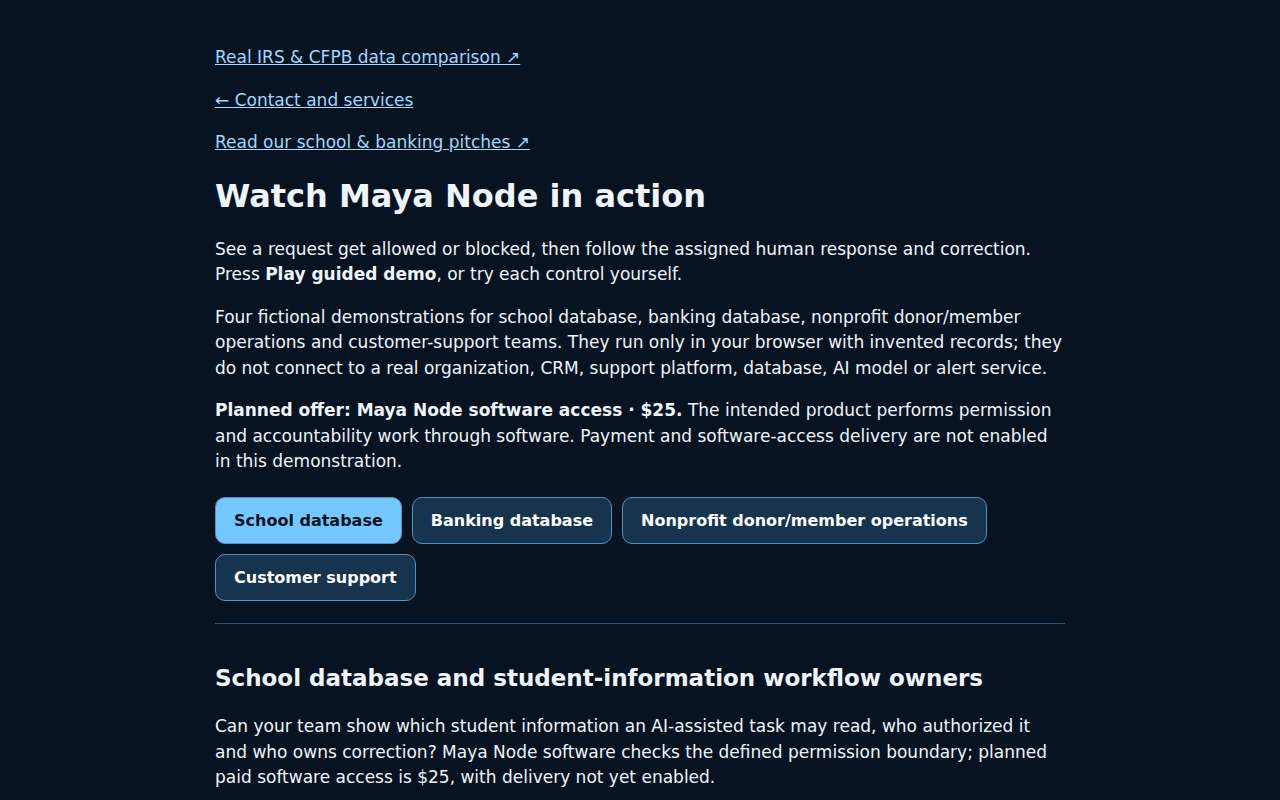 Real IRS & CFPB data comparison ↗
← Contact and services
Read our school & banking pitches ↗
Watch Maya Node in action
See a request get allowed or blocked, then follow the assigned human response and correction.
Press Play guided demo, or try each control yourself.
Four fictional demonstrations for school database, banking database, nonprofit donor/member
operations and customer-support teams. They run only in your browser with invented records; they
do not connect to a real organization, CRM, support platform, database, AI model or alert service.
Planned offer: Maya Node software access · $25. The intended product performs permission
and accountability work through software. Payment and software-access delivery are not enabled
in this demonstration.
School database
Banking database
Nonprofit donor/member operations
Customer support
School database and student-information workflow owners
Can your team show which student information an AI-assisted task may read, who authorized it
and who owns correction? Maya Node software checks the defined permission boundary; planned
paid software access is $25, with delivery not yet enabled.